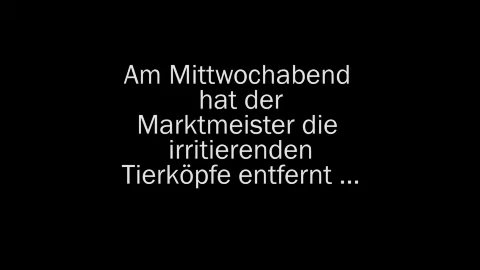 Am Mittwochabend
hat der
Marktmeister die
irritierenden
Tierköpfe entfernt ...